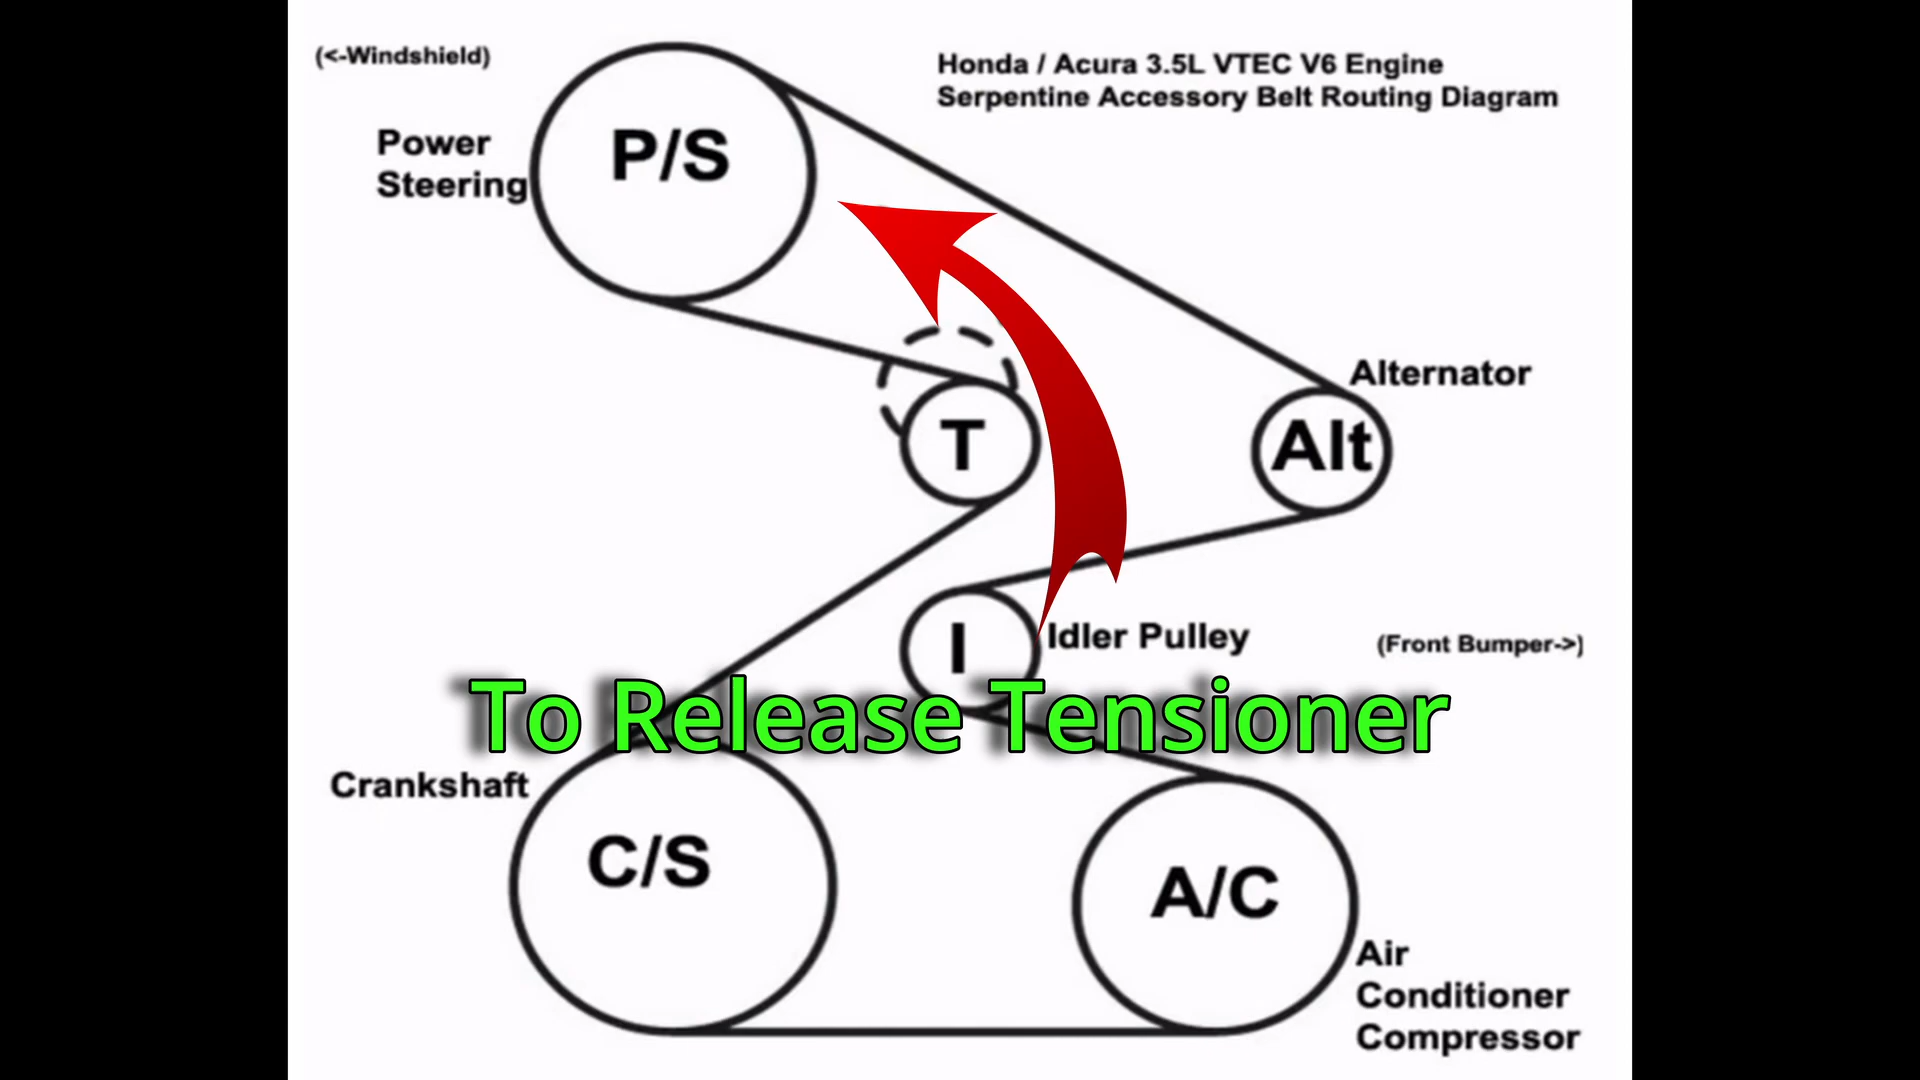 (<-Windshield)
Honda / Acura 3.5L VTEC V6 Engine
Serpentine Accessory Belt Routing Diagram
Power
Steering
P/S
Alternator
T
Alt
I
Idler Pulley
(Front Bumper->)
To Release Tensioner
Crankshaft
C/S
A/C
Air
Conditioner
Compressor